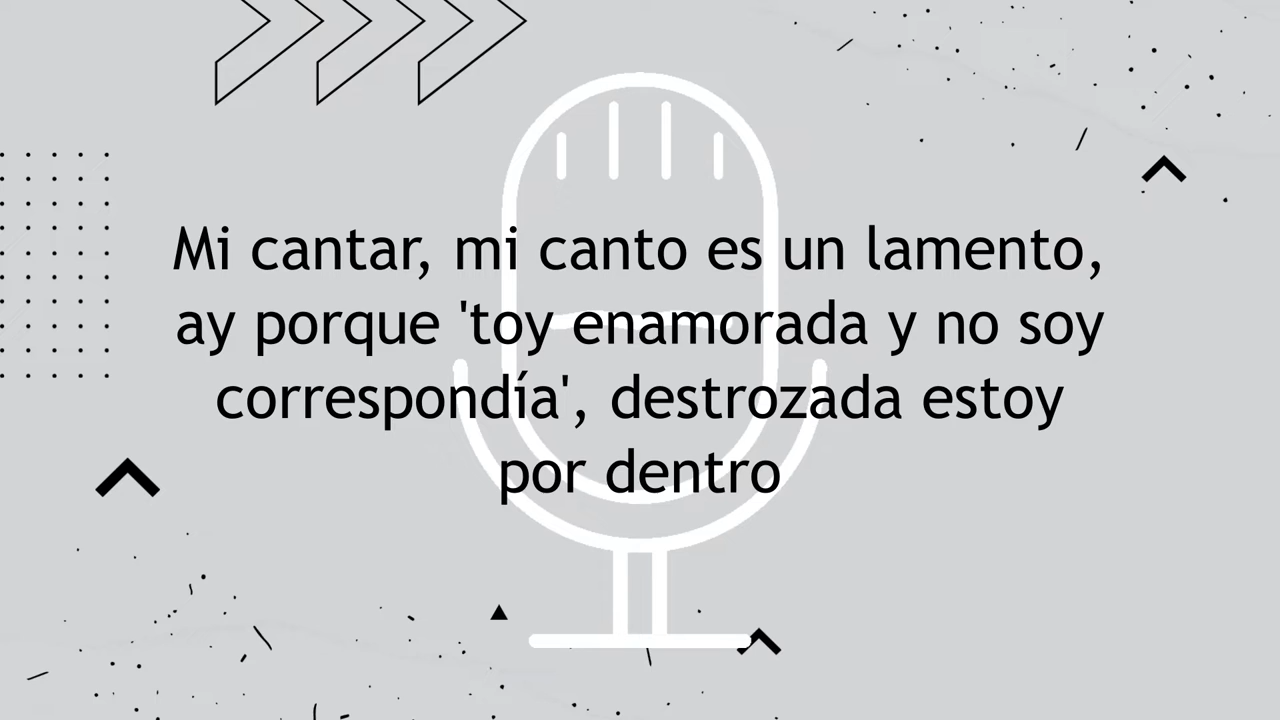 Mi cantar, mi canto es un lamento,
ay porque 'toy enamorada y no soy
correspondía', destrozada estoy
por dentro